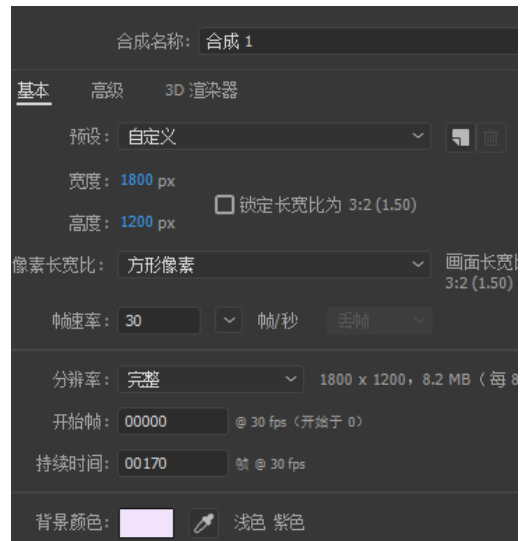 合成名称: 合成 1
基本 高级 3D 渲染器
预设: 自定义
宽度: 1800 px
锁定长宽比为 3:2 (1.50)
高度: 1200 px
像素长宽比: 方形像素 画面长宽
3:2 (1.50)
帧速率: 30 帧/秒 丢帧
分辨率: 完整 1800 x 1200, 8.2 MB (每 8
开始帧: 00000 @ 30 fps (开始于 0)
持续时间: 00170 帧 @ 30 fps
背景颜色: 浅色 紫色